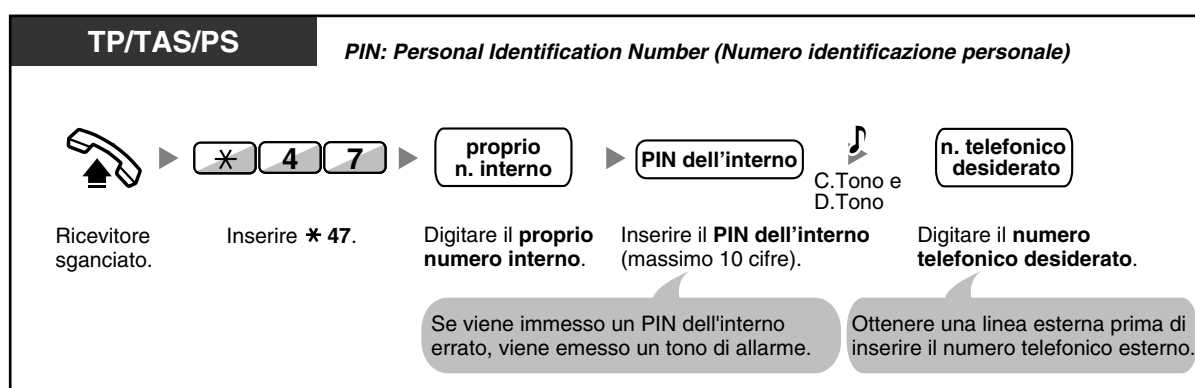 TP/TAS/PS
PIN: Personal Identification Number (Numero identificazione personale)
* 4 7
proprio
n. interno
PIN dell'interno
C.Tono e
D.Tono
n. telefonico
desiderato
Ricevitore
sganciato.
Inserire * 47.
Digitare il proprio
numero interno.
Inserire il PIN dell'interno
(massimo 10 cifre).
Digitare il numero
telefonico desiderato.
Se viene immesso un PIN dell'interno
errato, viene emesso un tono di allarme.
Ottenere una linea esterna prima di
inserire il numero telefonico esterno.